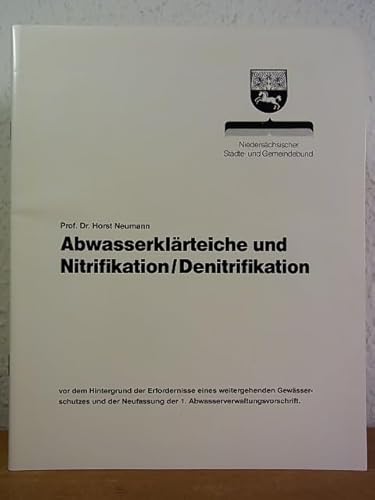 Niedersächsischer
Städte- und Gemeindebund
Prof. Dr. Horst Neumann
Abwasserklärteiche und
Nitrifikation/Denitrifikation
vor dem Hintergrund der Erfordernisse eines weitergehenden Gewässer-
schutzes und der Neufassung der 1. Abwasserverwaltungsvorschrift.